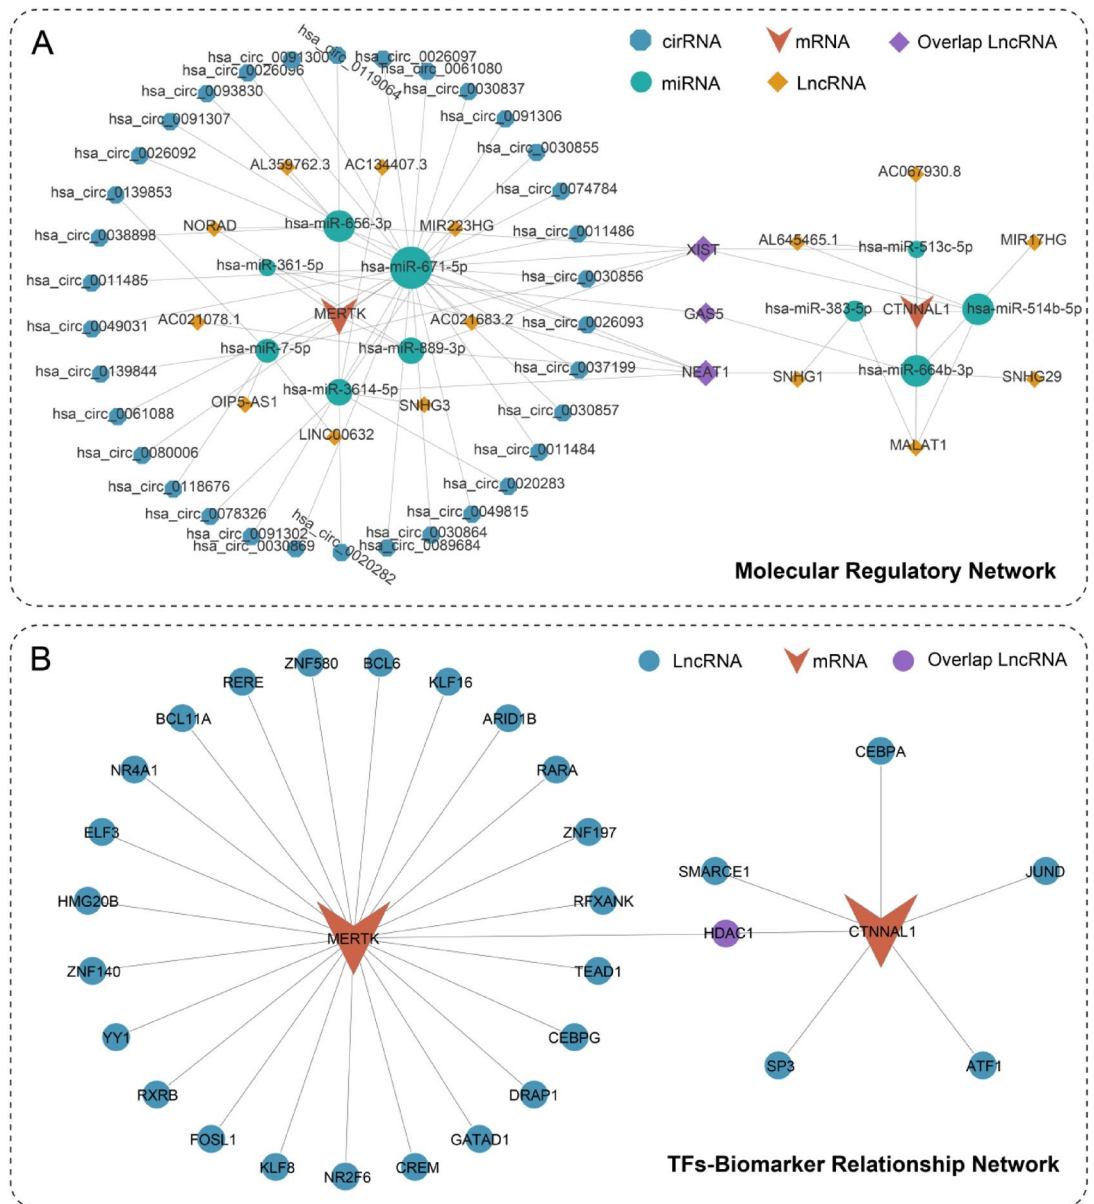 A
cirRNA
mRNA
Overlap LncRNA
miRNA
LncRNA
hsa_circ_0091300
hsa_circ_0119064
hsa_circ_0026097
hsa_circ_0026096
hsa_circ_0061080
hsa_circ_0093830
hsa_circ_0030837
hsa_circ_0091307
hsa_circ_0091306
hsa_circ_0026092
hsa_circ_0030855
AL359762.3
AC134407.3
hsa_circ_0139853
hsa_circ_0074784
NORAD
hsa-miR-656-3p
MIR223HG
hsa_circ_0038898
hsa_circ_0011486
hsa-miR-361-5p
hsa-miR-671-5p
hsa_circ_0011485
hsa_circ_0030856
AC021078.1
MERTK
AC021683.2
hsa_circ_0049031
hsa_circ_0026093
hsa-miR-7-5p
hsa-miR-889-3p
hsa_circ_0139844
hsa_circ_0037199
hsa-miR-3614-5p
OIP5-AS1
SNHG3
hsa_circ_0061088
hsa_circ_0030857
LINC00632
hsa_circ_0080006
hsa_circ_0011484
hsa_circ_0118676
hsa_circ_0020283
hsa_circ_0078326
hsa_circ_0049815
hsa_circ_0091302
hsa_circ_0030864
hsa_circ_0030869
hsa_circ_0020282
hsa_circ_0089684
XIST
GAS5
NEAT1
AC067930.8
AL645465.1
hsa-miR-513c-5p
MIR17HG
hsa-miR-383-5p
CTNNAL1
hsa-miR-514b-5p
SNHG1
hsa-miR-664b-3p
SNHG29
MALAT1
Molecular Regulatory Network
B
LncRNA
mRNA
Overlap LncRNA
ZNF580
BCL6
RERE
KLF16
BCL11A
ARID1B
NR4A1
RARA
ELF3
ZNF197
HMG20B
RFXANK
MERTK
ZNF140
TEAD1
YY1
CEBPG
RXRB
DRAP1
FOSL1
GATAD1
KLF8
NR2F6
CREM
CEBPA
SMARCE1
JUND
HDAC1
CTNNAL1
SP3
ATF1
TFs-Biomarker Relationship Network